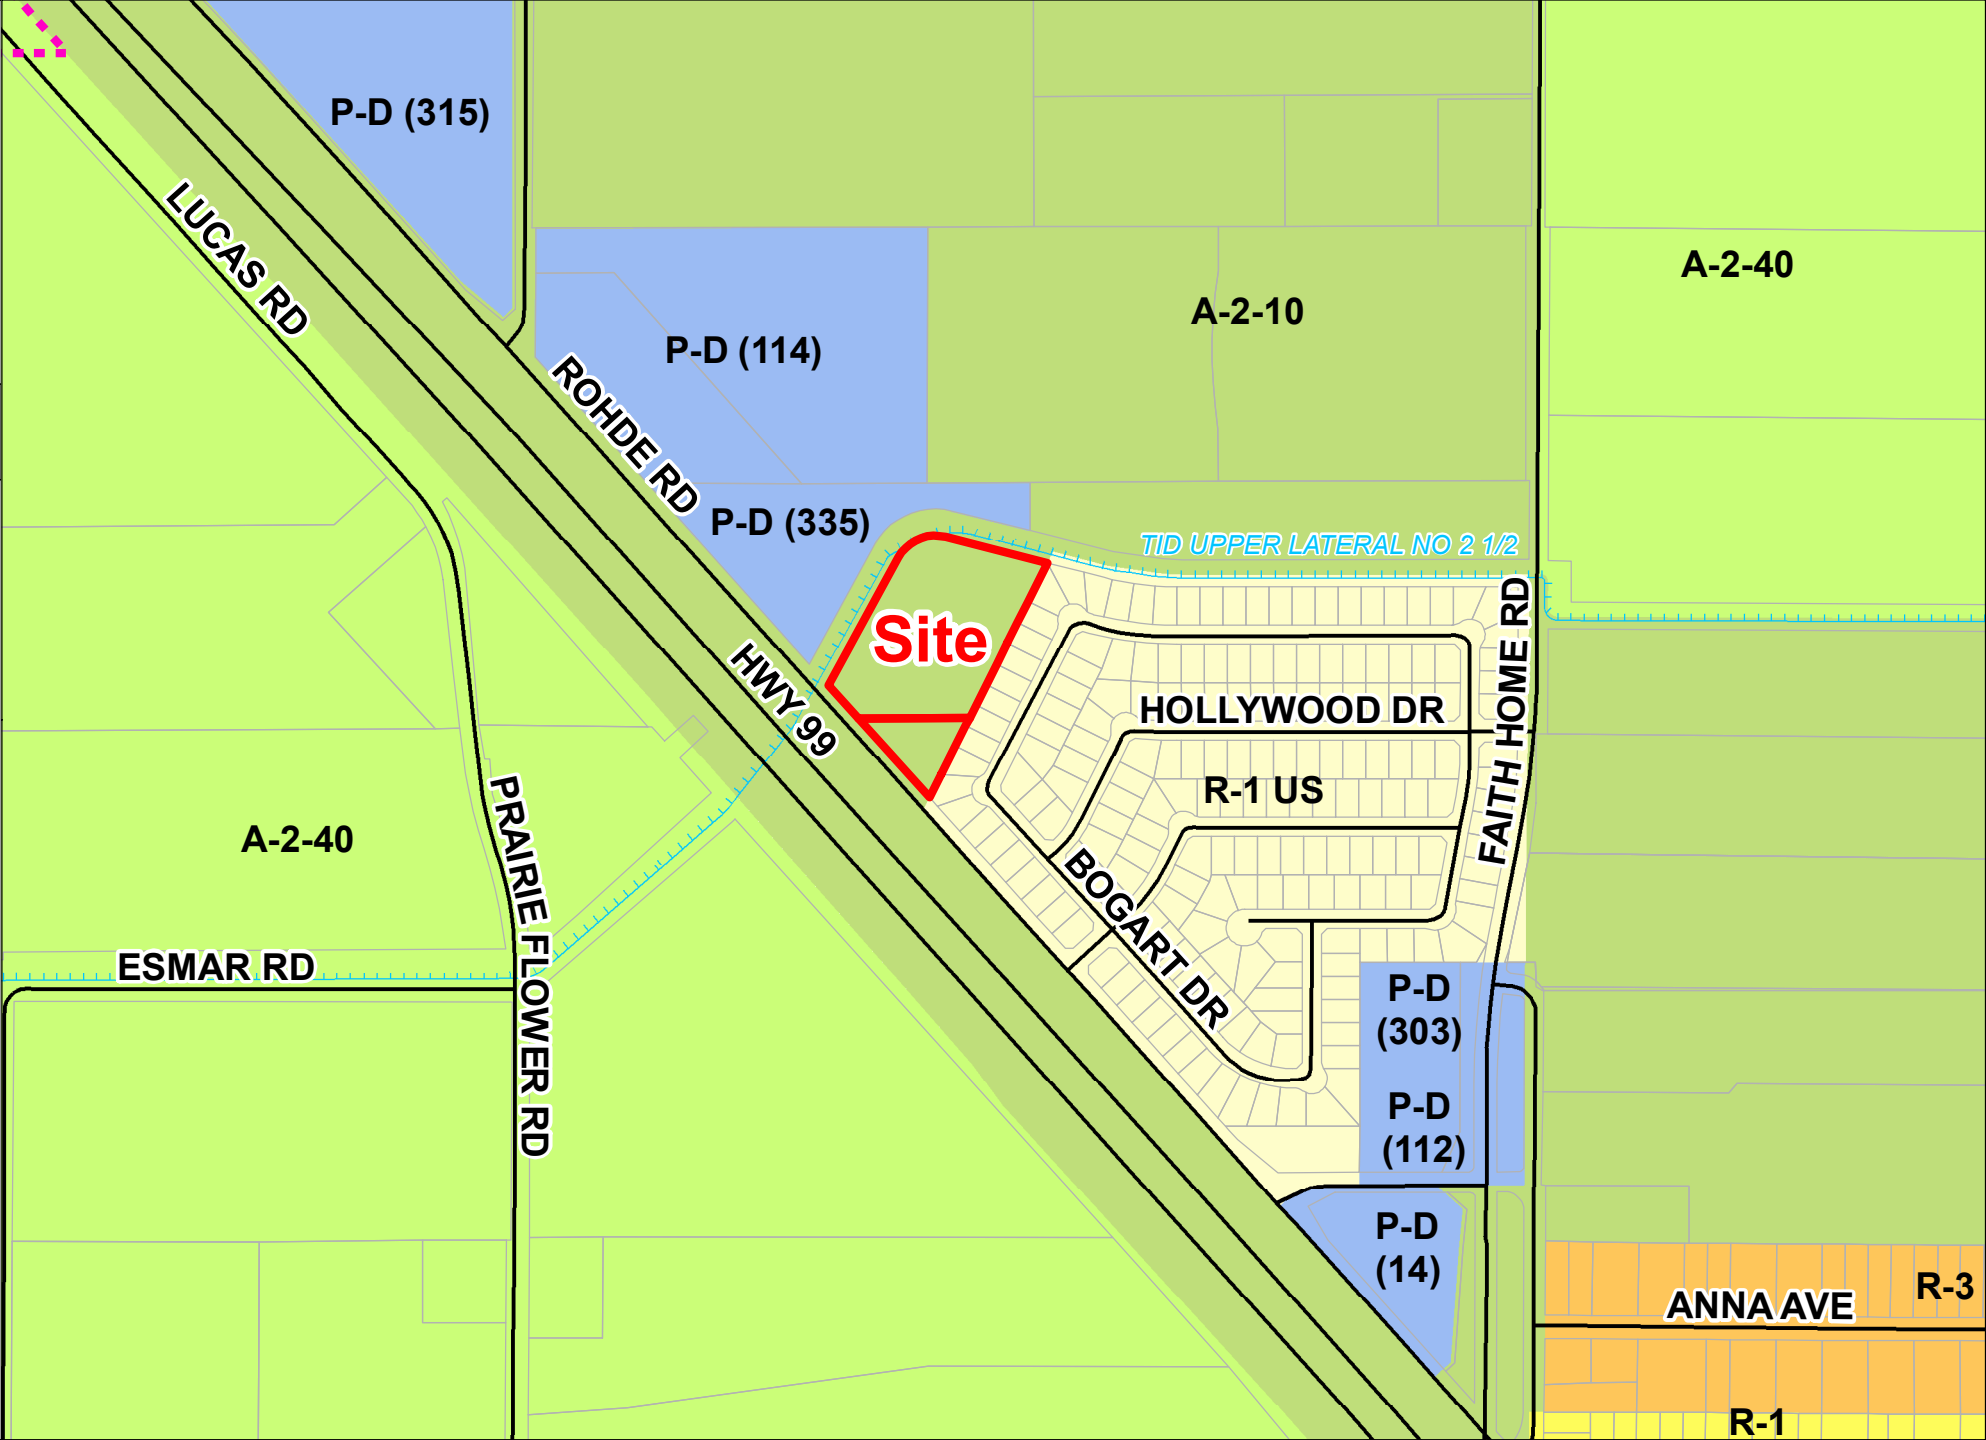 P-D (315)
LUCAS RD
A-2-40
A-2-10
P-D (114)
ROHDE RD
P-D (335)
TID UPPER LATERAL NO 2 1/2
Site
FAITH HOME RD
HWY 99
HOLLYWOOD DR
R-1 US
PRAIRIE FLOWER RD
A-2-40
BOGART DR
ESMAR RD
P-D
(303)
P-D
(112)
P-D
(14)
R-3
ANNA AVE
R-1